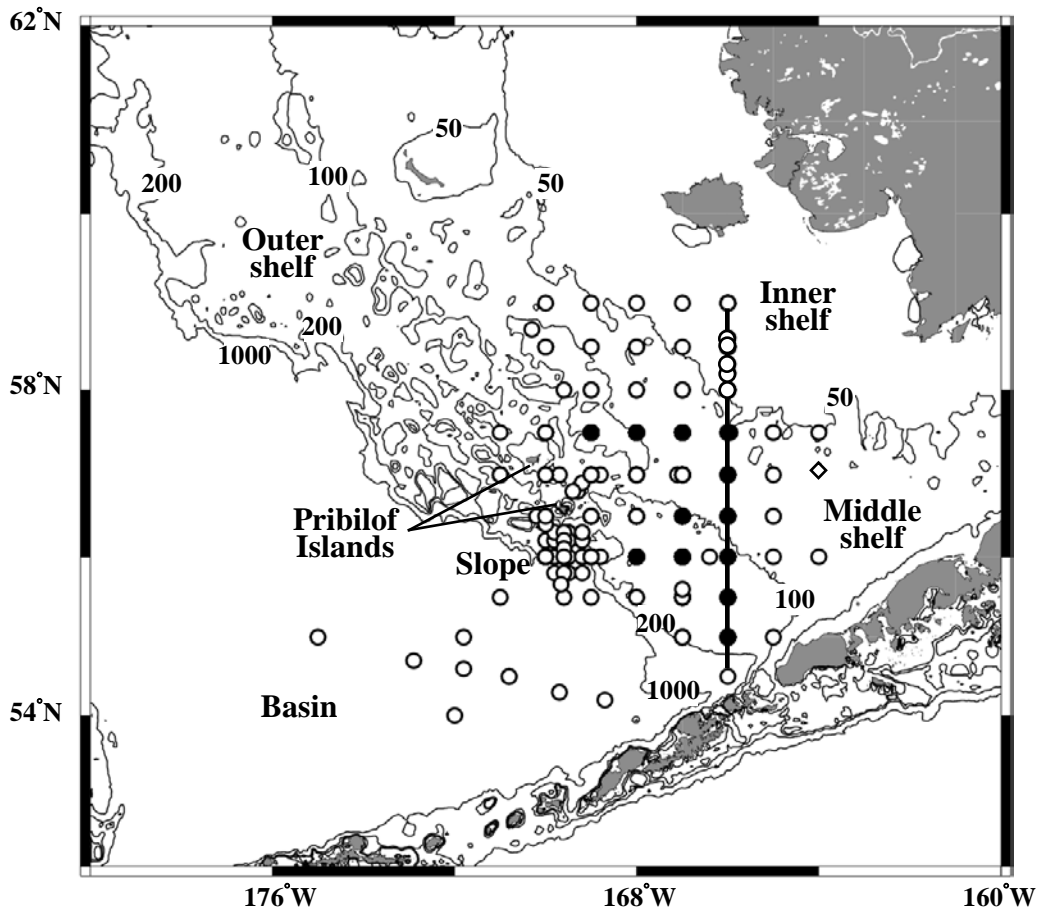 62°N
50
50
200
100
Outer
shelf
Inner
shelf
200
1000
58°N
50
Pribilof
Islands
Middle
shelf
Slope
100
200
1000
Basin
54°N
176°W
168°W
160°W